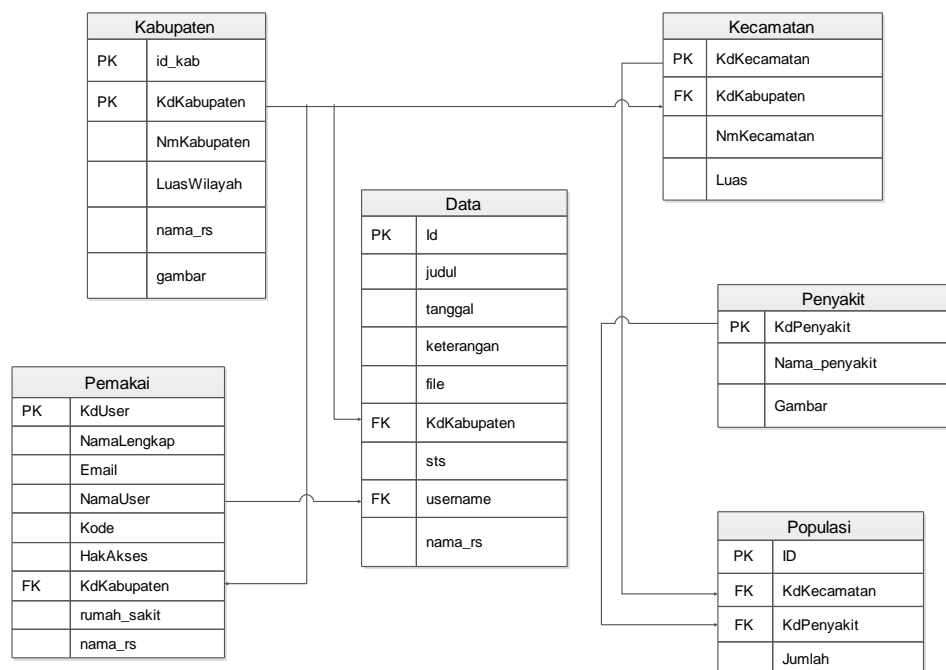 Kabupaten
PK id_kab
PK KdKabupaten
NmKabupaten
LuasWilayah
nama_rs
gambar
Kecamatan
PK KdKecamatan
FK KdKabupaten
NmKecamatan
Luas
Data
PK Id
judul
tanggal
keterangan
file
FK KdKabupaten
sts
FK username
nama_rs
Penyakit
PK KdPenyakit
Nama_penyakit
Gambar
Pemakai
PK KdUser
NamaLengkap
Email
NamaUser
Kode
HakAkses
FK KdKabupaten
rumah_sakit
nama_rs
Populasi
PK ID
FK KdKecamatan
FK KdPenyakit
Jumlah